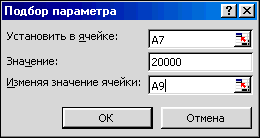 Подбор параметра
Установить в ячейке: A7
Значение: 20000
Изменяя значение ячейки: A9
OK Отмена